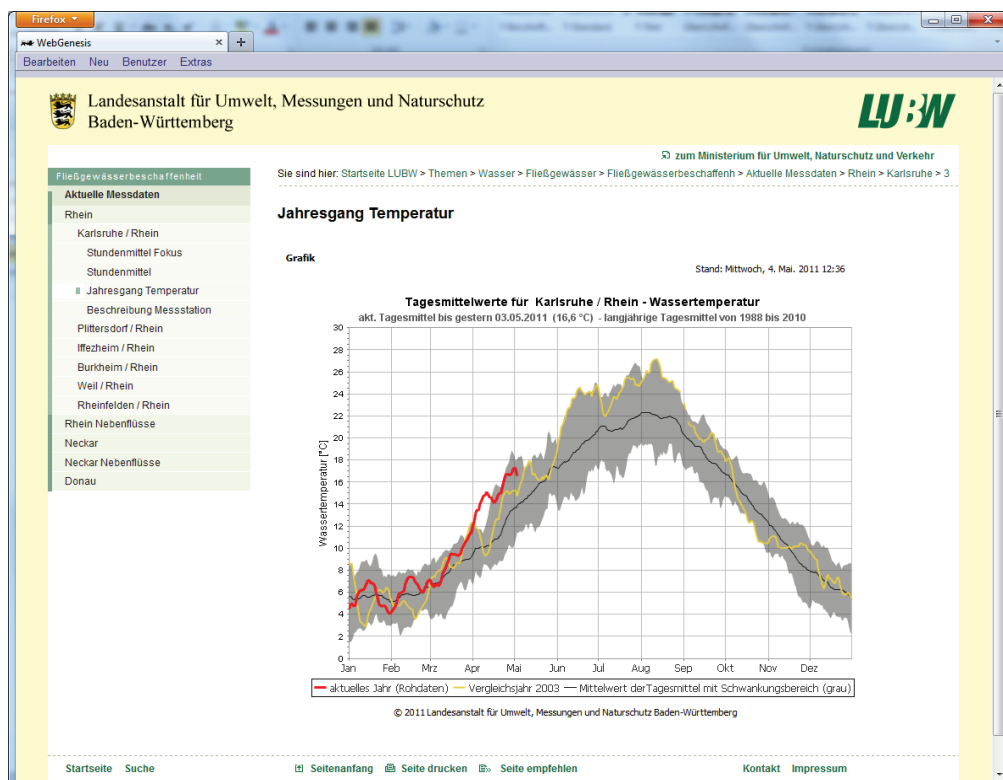 Firefox
WebGenesis × +
Bearbeiten Neu Benutzer Extras
Landesanstalt für Umwelt, Messungen und Naturschutz
Baden-Württemberg
LUBW
zum Ministerium für Umwelt, Naturschutz und Verkehr
Sie sind hier: Startseite LUBW > Themen > Wasser > Fließgewässer > Fließgewässerbeschaffenh > Aktuelle Messdaten > Rhein > Karlsruhe > 3
Fließgewässerbeschaffenheit
Aktuelle Messdaten
Rhein
Karlsruhe / Rhein
Stundenmittel Fokus
Stundenmittel
Jahresgang Temperatur
Beschreibung Messstation
Plittersdorf / Rhein
Iffezheim / Rhein
Burkheim / Rhein
Weil / Rhein
Rheinfelden / Rhein
Rhein Nebenflüsse
Neckar
Neckar Nebenflüsse
Donau
Jahresgang Temperatur
Grafik
Stand: Mittwoch, 4. Mai. 2011 12:36
Tagesmittelwerte für Karlsruhe / Rhein - Wassertemperatur
akt. Tagesmittel bis gestern 03.05.2011 (16,6 °C) - langjährige Tagesmittel von 1988 bis 2010
Wassertemperatur [°C]
30
28
26
24
22
20
18
16
14
12
10
8
6
4
2
0
Jan Feb Mrz Apr Mai Jun Jul Aug Sep Okt Nov Dez
aktuelles Jahr (Rohdaten) Vergleichsjahr 2003 Mittelwert derTagesmittel mit Schwankungsbereich (grau)
© 2011 Landesanstalt für Umwelt, Messungen und Naturschutz Baden-Württemberg
Startseite Suche Seitenanfang Seite drucken Seite empfehlen Kontakt Impressum